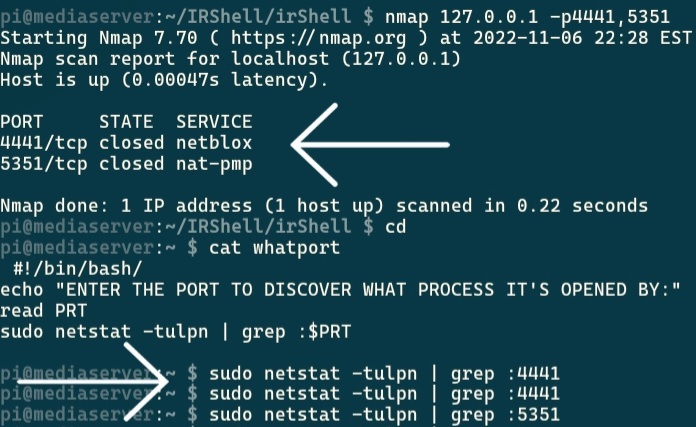 pi@mediaserver:~/IRShell/irShell $ nmap 127.0.0.1 -p4441,5351
Starting Nmap 7.70 ( https://nmap.org ) at 2022-11-06 22:28 EST
Nmap scan report for localhost (127.0.0.1)
Host is up (0.00047s latency).
PORT     STATE  SERVICE
4441/tcp closed netblox
5351/tcp closed nat-pmp
Nmap done: 1 IP address (1 host up) scanned in 0.22 seconds
pi@mediaserver:~/IRShell/irShell $ cd
pi@mediaserver:~ $ cat whatport
#!/bin/bash/
echo "ENTER THE PORT TO DISCOVER WHAT PROCESS IT'S OPENED BY:"
read PRT
sudo netstat -tulpn | grep :$PRT
pi@mediaserver:~ $ sudo netstat -tulpn | grep :4441
pi@mediaserver:~ $ sudo netstat -tulpn | grep :4441
pi@mediaserver:~ $ sudo netstat -tulpn | grep :5351